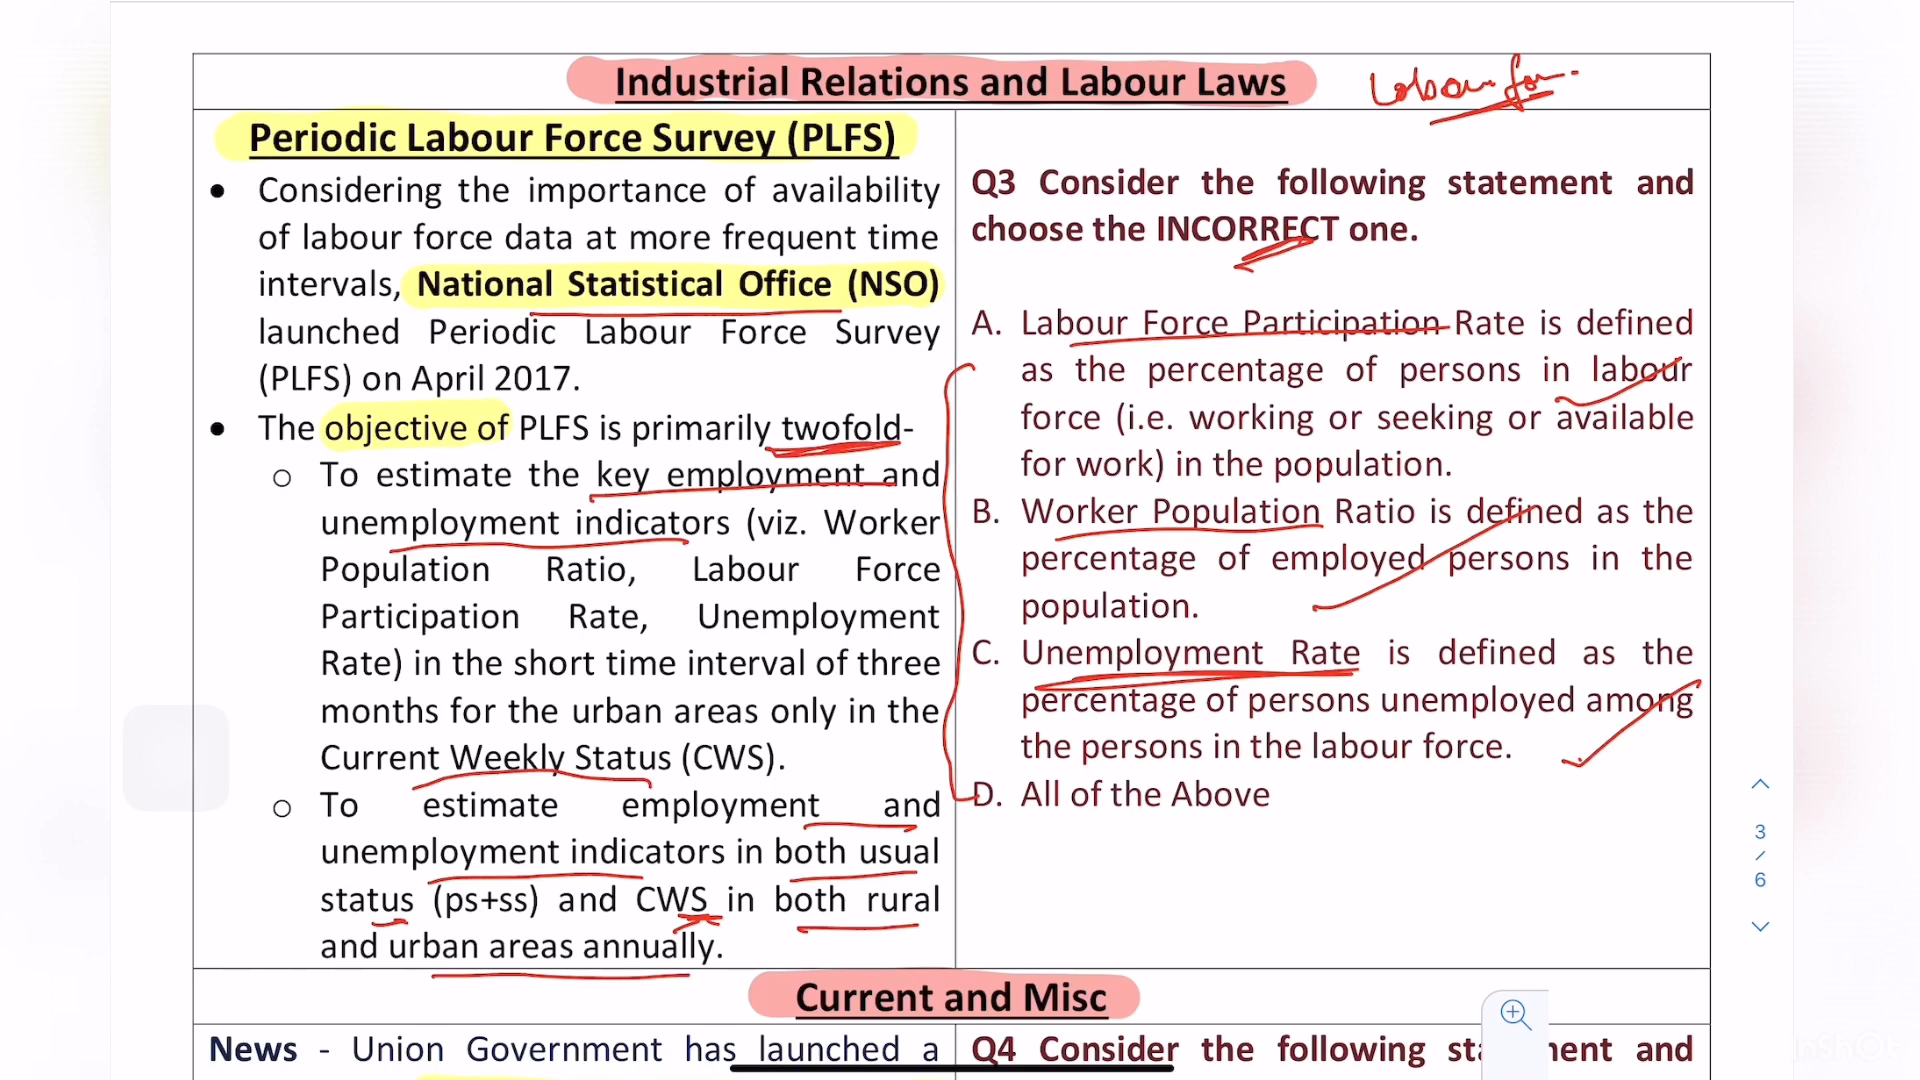 Industrial Relations and Labour Laws
Labour for
Periodic Labour Force Survey (PLFS)
• Considering the importance of availability
of labour force data at more frequent time
intervals, National Statistical Office (NSO)
launched Periodic Labour Force Survey
(PLFS) on April 2017.
• The objective of PLFS is primarily twofold-
o To estimate the key employment and
unemployment indicators (viz. Worker
Population Ratio, Labour Force
Participation Rate, Unemployment
Rate) in the short time interval of three
months for the urban areas only in the
Current Weekly Status (CWS).
o To estimate employment and
unemployment indicators in both usual
status (ps+ss) and CWS in both rural
and urban areas annually.
Q3 Consider the following statement and
choose the INCORRECT one.
A. Labour Force Participation Rate is defined
as the percentage of persons in labour
force (i.e. working or seeking or available
for work) in the population.
B. Worker Population Ratio is defined as the
percentage of employed persons in the
population.
C. Unemployment Rate is defined as the
percentage of persons unemployed among
the persons in the labour force.
D. All of the Above
3
/
6
Current and Misc
News - Union Government has launched a
Q4 Consider the following and